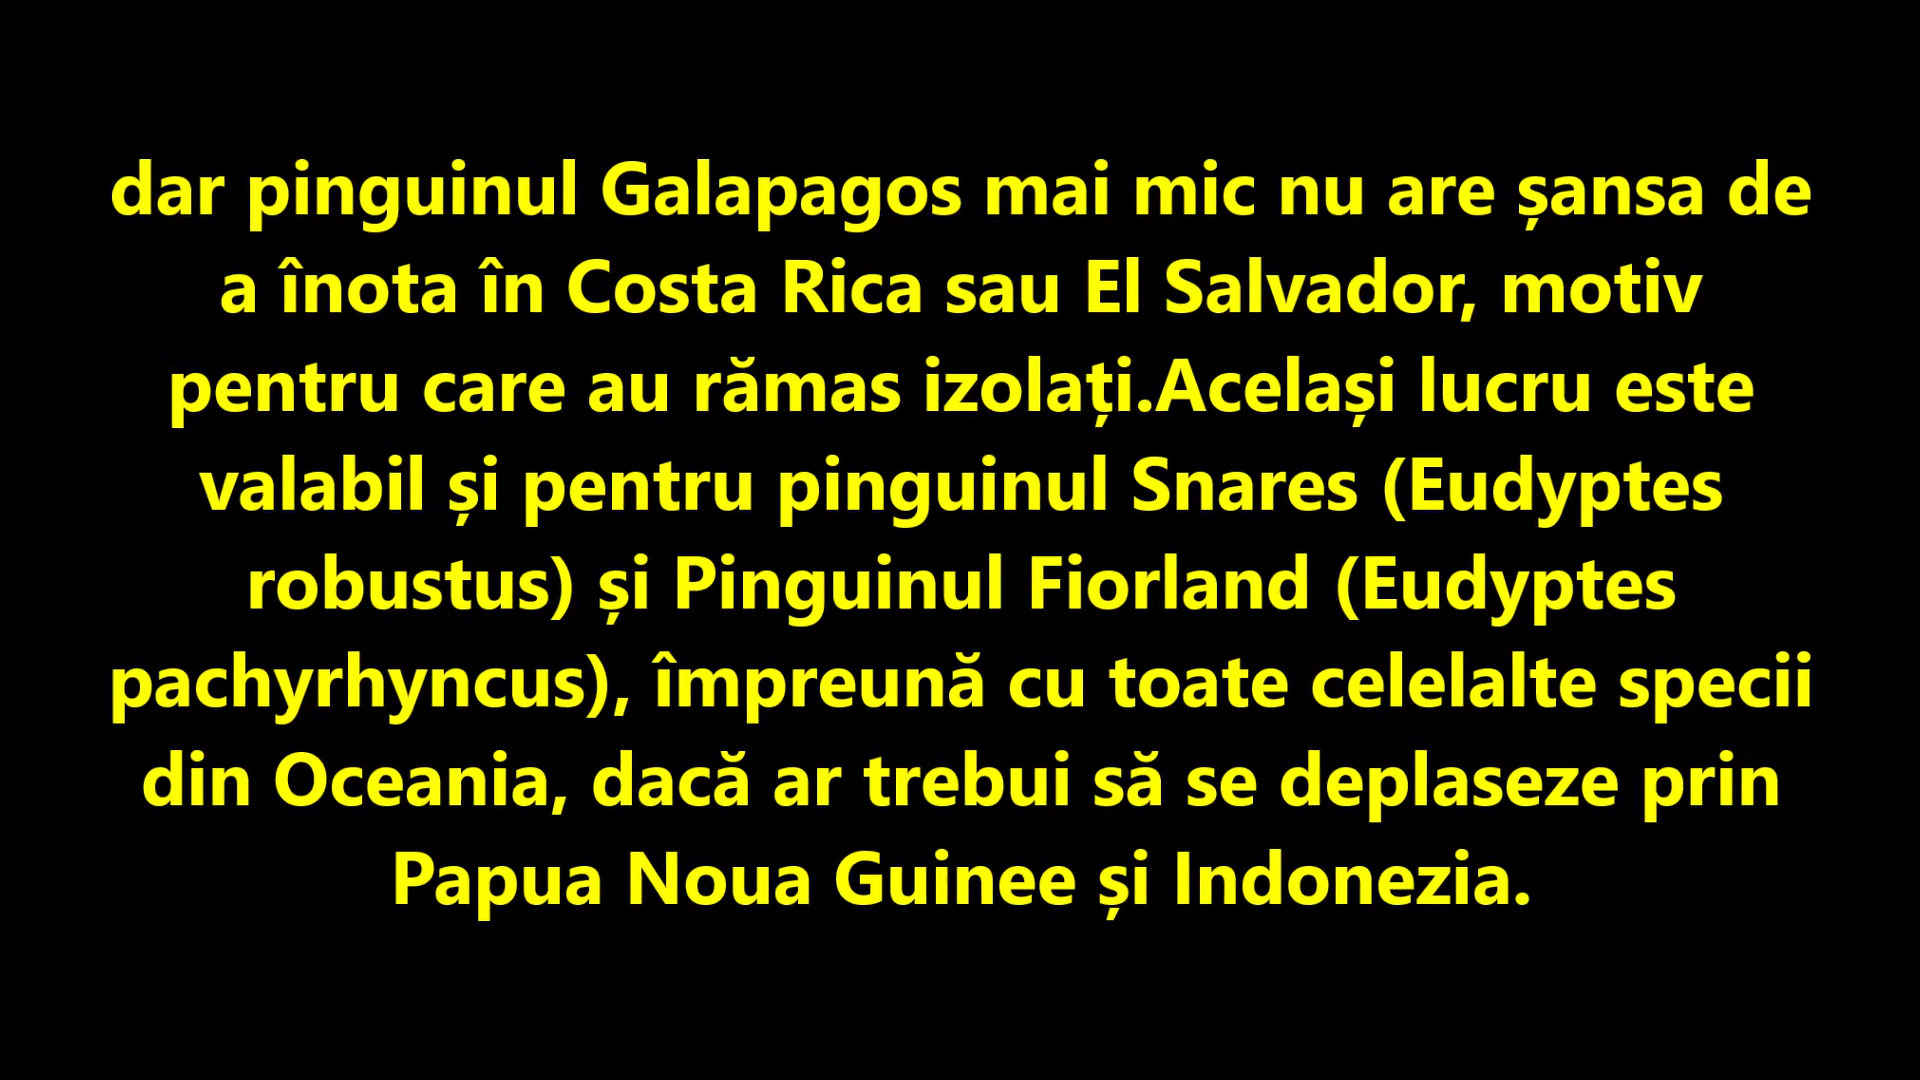 dar pinguinul Galapagos mai mic nu are șansa de
a înota în Costa Rica sau El Salvador, motiv
pentru care au rămas izolați.Același lucru este
valabil și pentru pinguinul Snares (Eudyptes
robustus) și Pinguinul Fiorland (Eudyptes
pachyrhyncus), împreună cu toate celelalte specii
din Oceania, dacă ar trebui să se deplaseze prin
Papua Noua Guinee și Indonezia.